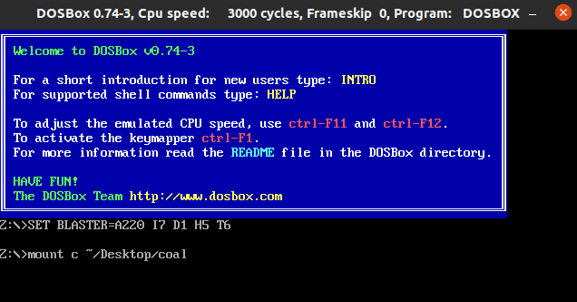 DOSBox 0.74-3, Cpu speed: 3000 cycles, Frameskip 0, Program: DOSBOX
Welcome to DOSBox v0.74-3
For a short introduction for new users type: INTRO
For supported shell commands type: HELP
To adjust the emulated CPU speed, use ctrl-F11 and ctrl-F12.
To activate the keymapper ctrl-F1.
For more information read the README file in the DOSBox directory.
HAVE FUN!
The DOSBox Team http://www.dosbox.com
Z:\>SET BLASTER=A220 I7 D1 H5 T6
Z:\>mount c ~/Desktop/coal